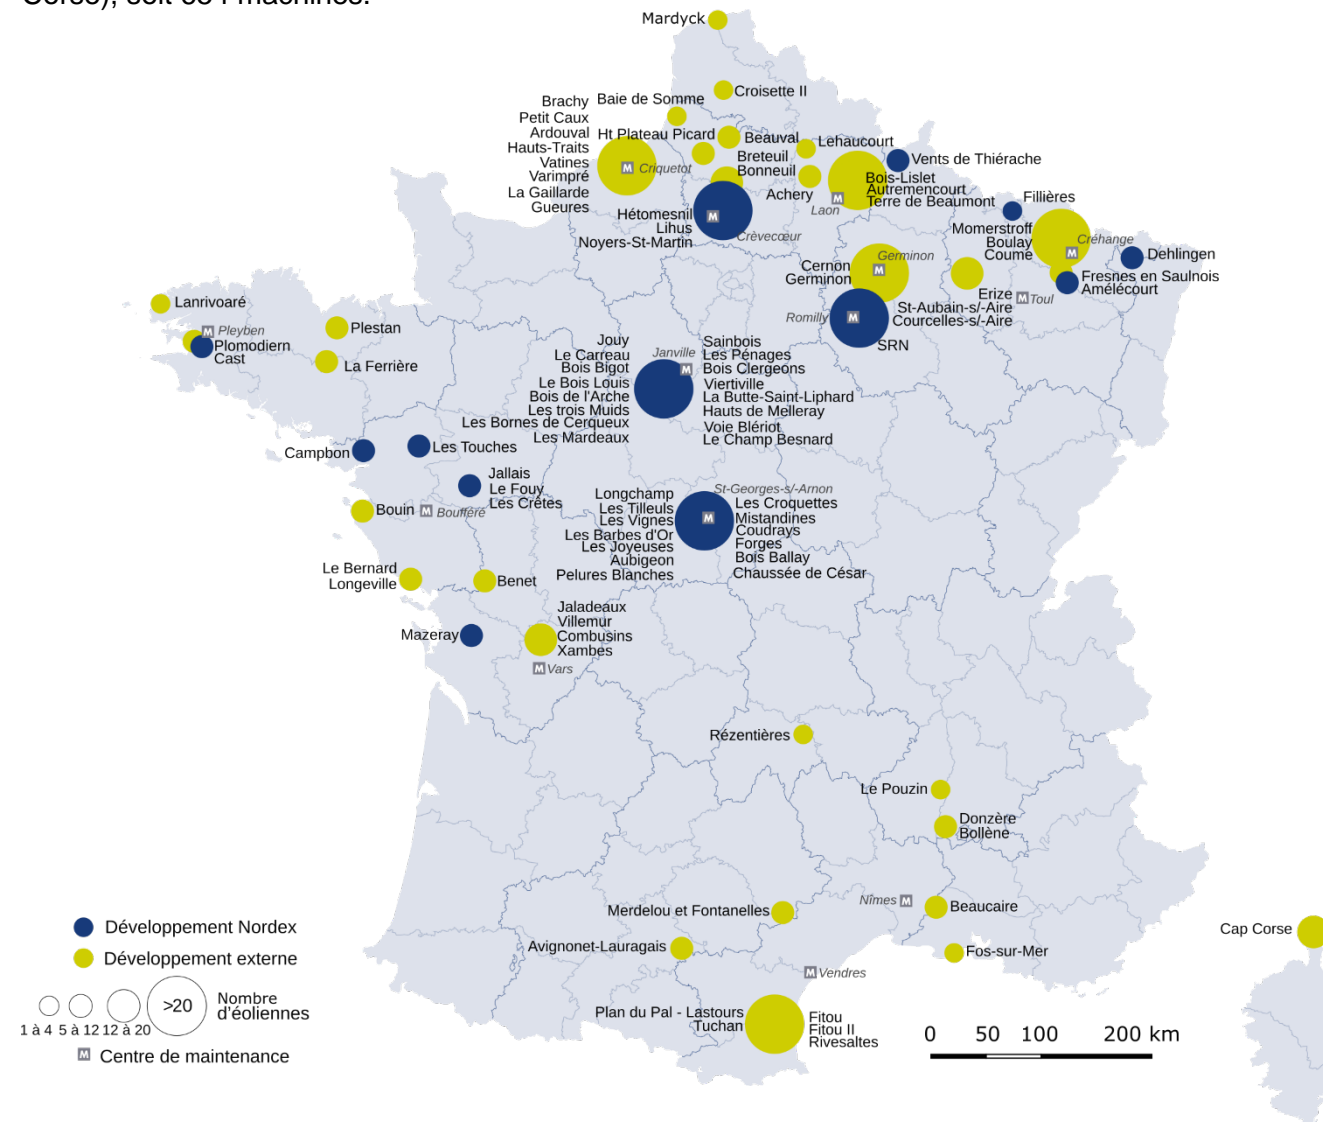 Mardyck
Croisette II
Baie de Somme
Brachy
Petit Caux
Ardouval
Hauts-Traits
Vatines
Varimpré
La Gaillarde
Gueures
M Criquetot
Ht Plateau Picard
Beauval
Breteuil
Bonneuil
Lehaucourt
Achery
Vents de Thiérache
Bois-Lislet
Autremencourt
Terre de Beaumont
M
Laon
Hétomesnil
Lihus
Noyers-St-Martin
M
Crèvecœur
Fillières
Momerstroff
Boulay
Coume
Créhange
M
Dehlingen
Fresnes en Saulnois
Amélécourt
Cernon
Germinon
Germinon
M
Erize
St-Aubain-s/-Aire
Courcelles-s/-Aire
M Toul
Romilly M
SRN
Lanrivoaré
M Pleyben
Plomodiern
Cast
Plestan
La Ferrière
Jouy
Le Carreau
Bois Bigot
Le Bois Louis
Bois de l'Arche
Les trois Muids
Les Bornes de Cerqueux
Les Mardeaux
Janville
M
Sainbois
Les Pénages
Bois Clergeons
Viertiville
La Butte-Saint-Liphard
Hauts de Melleray
Voie Blériot
Le Champ Besnard
Campbon
Les Touches
Jallais
Le Fouy
Les Crêtes
Bouin
M Boufféré
Longchamp
Les Tilleuls
Les Vignes
Les Barbes d'Or
Les Joyeuses
Aubigeon
Pelures Blanches
St-Georges-s/-Arnon
M
Les Croquettes
Mistandines
Coudrays
Forges
Bois Ballay
Chaussée de César
Le Bernard
Longeville
Benet
Mazeray
Jaladeaux
Villemur
Combusins
Xambes
M Vars
Rézentières
Le Pouzin
Donzère
Bollène
Merdelou et Fontanelles
Nîmes M
Beaucaire
Avignonet-Lauragais
Fos-sur-Mer
M Vendres
Cap Corse
Plan du Pal - Lastours
Tuchan
Fitou
Fitou II
Rivesaltes
Développement Nordex
Développement externe
>20
Nombre
d'éoliennes
1 à 4 5 à 12 12 à 20
M Centre de maintenance
0 50 100 200 km